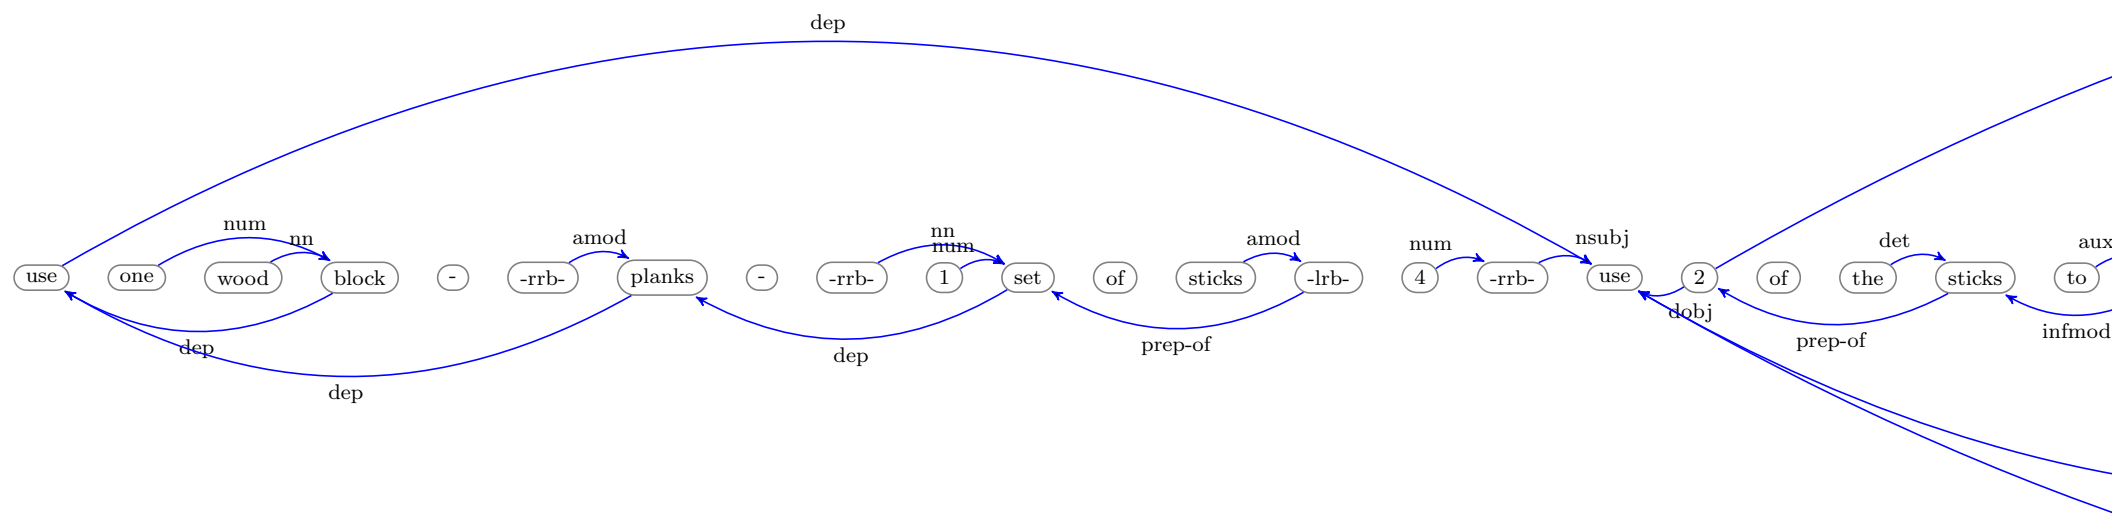 dep
num nn amod nn num amod num nsubj det aux
use one wood block - -rrb- planks - -rrb- 1 set of sticks -lrb- 4 -rrb- use 2 of the sticks to
dep dep dep prep-of dobj prep-of infmod